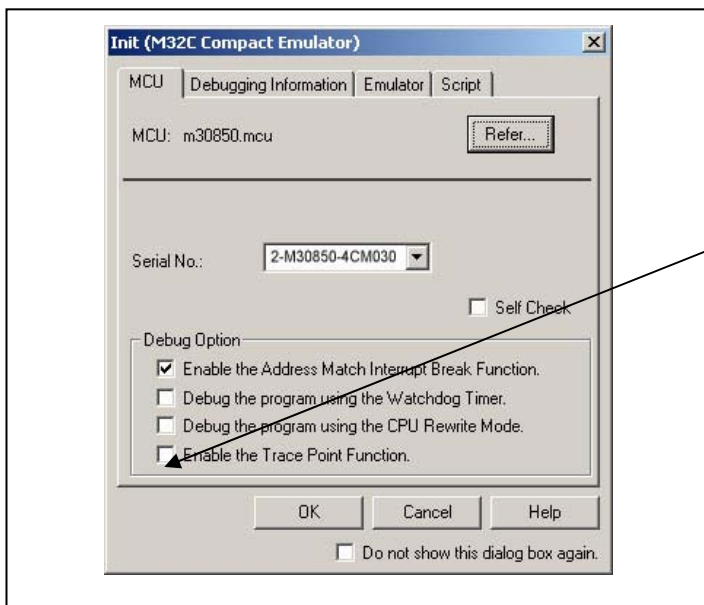 Init (M32C Compact Emulator)
MCU Debugging Information Emulator Script
MCU: m30850.mcu Refer...
Serial No.: 2-M30850-4CM030
Self Check
Debug Option
Enable the Address Match Interrupt Break Function.
Debug the program using the Watchdog Timer.
Debug the program using the CPU Rewrite Mode.
Enable the Trace Point Function.
OK Cancel Help
Do not show this dialog box again.